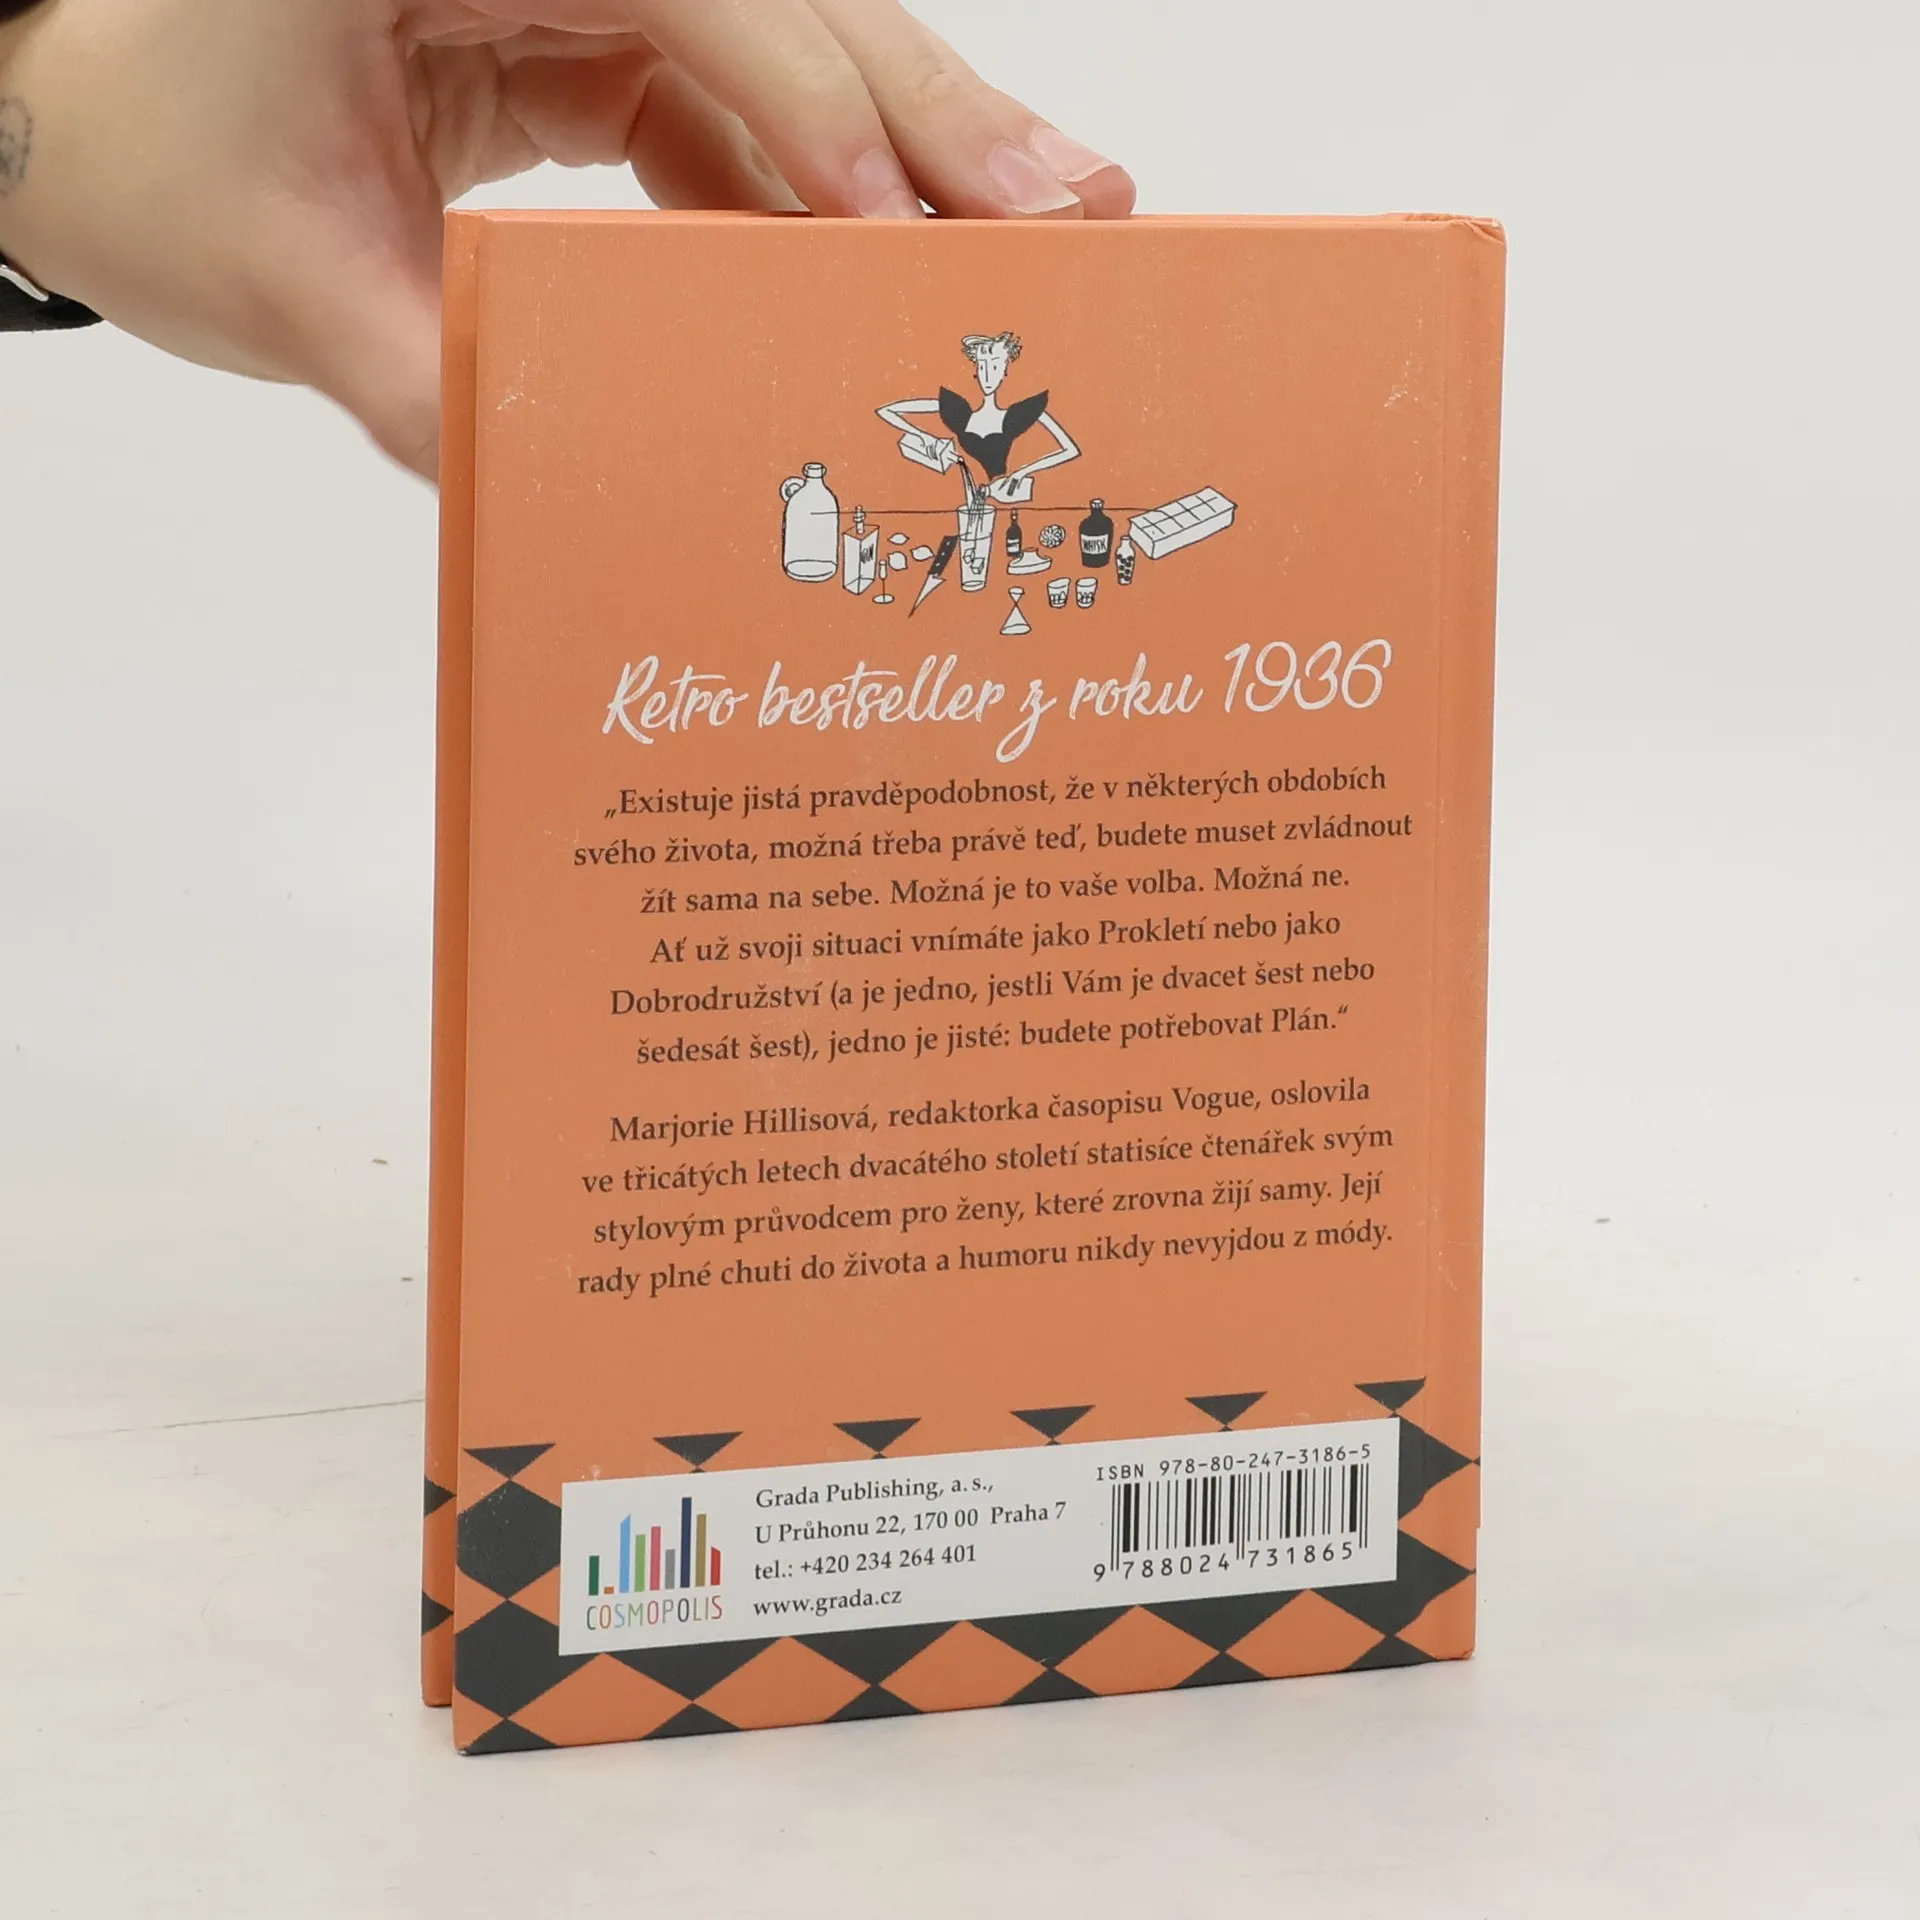 GIN
WHISK
Retro bestseller z roku 1936
„Existuje jistá pravděpodobnost, že v některých obdobích
svého života, možná třeba právě teď, budete muset zvládnout
žít sama na sebe. Možná je to vaše volba. Možná ne.
Ať už svoji situaci vnímáte jako Prokletí nebo jako
Dobrodružství (a je jedno, jestli Vám je dvacet šest nebo
šedesát šest), jedno je jisté: budete potřebovat Plán.“
Marjorie Hillisová, redaktorka časopisu Vogue, oslovila
ve třicátých letech dvacátého století statisíce čtenářek svým
stylovým průvodcem pro ženy, které zrovna žijí samy. Její
rady plné chuti do života a humoru nikdy nevyjdou z módy.
COSMOPOLIS
Grada Publishing, a. s.,
U Průhonu 22, 170 00 Praha 7
tel.: +420 234 264 401
www.grada.cz
ISBN 978-80-247-3186-5
9 788024 731865